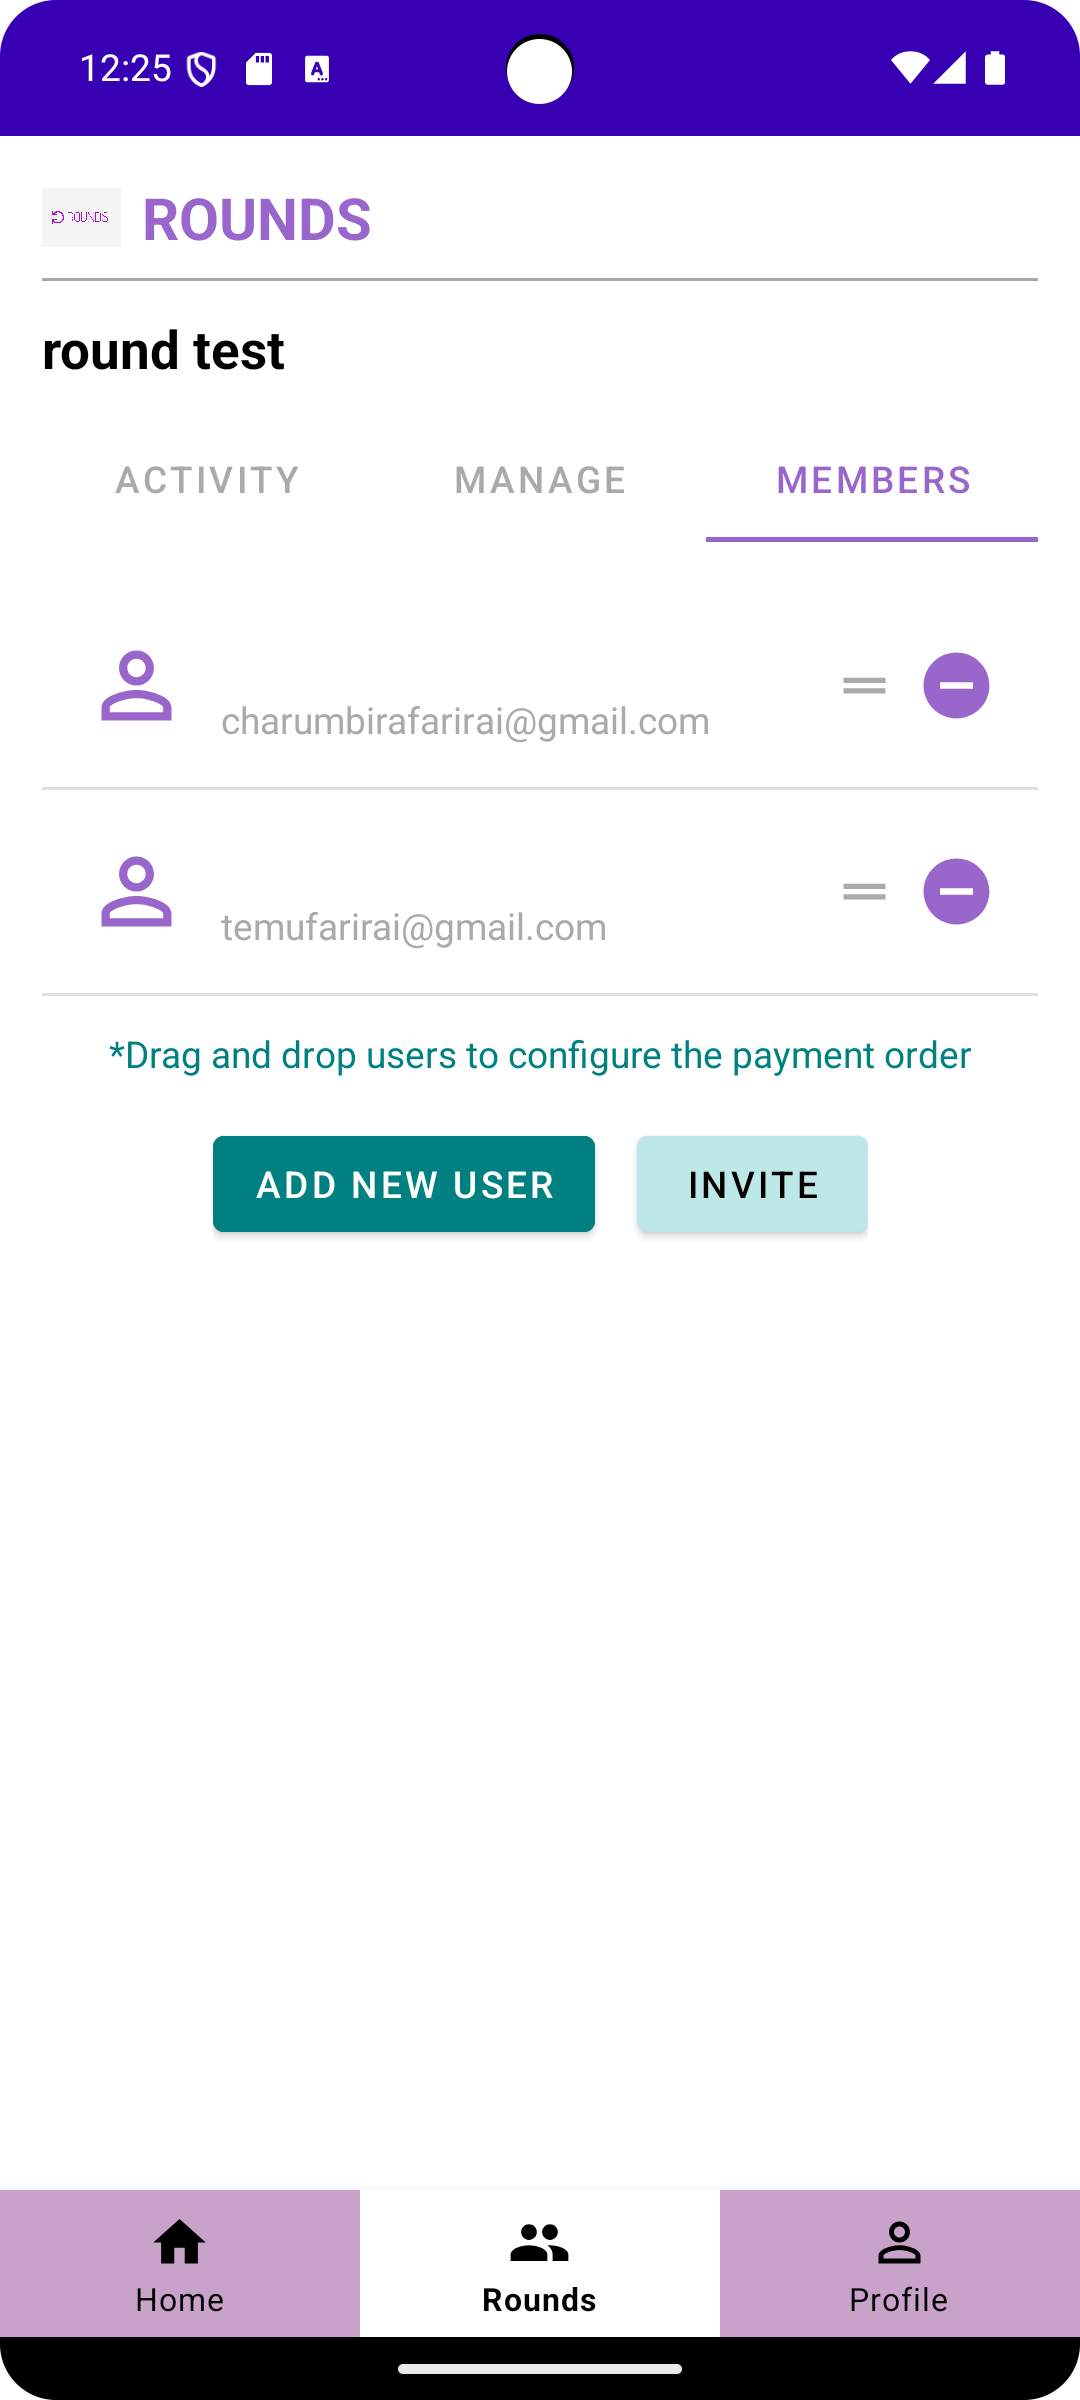 12:25
ROUNDS ROUNDS
round test
ACTIVITY MANAGE MEMBERS
charumbirafarirai@gmail.com
temufarirai@gmail.com
*Drag and drop users to configure the payment order
ADD NEW USER INVITE
Home Rounds Profile